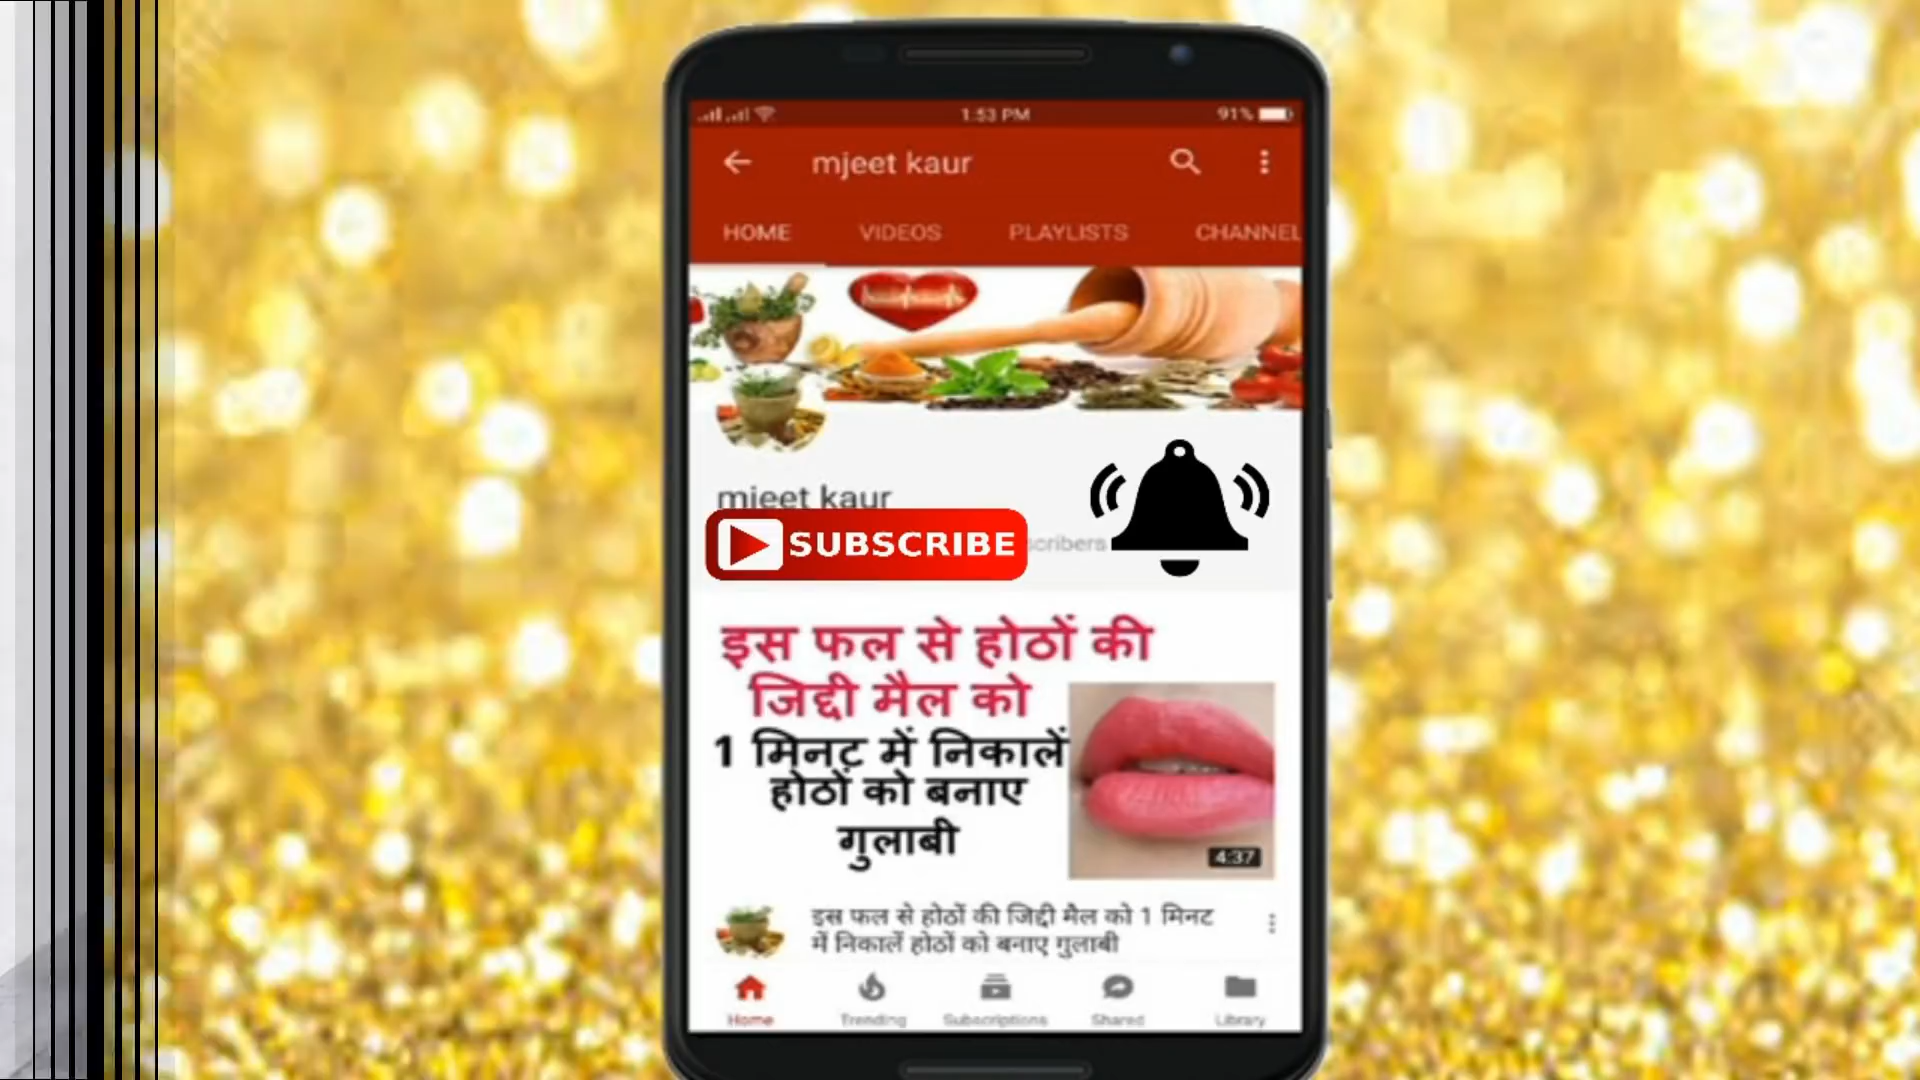 1:53 PM 91%
mjeet kaur
HOME VIDEOS PLAYLISTS CHANNEL
mjeet kaur
SUBSCRIBE scribers
इस फल से होठों की
जिद्दी मैल को
1 मिनट में निकालें
होठों को बनाए
गुलाबी
4:37
इस फल से होठों की जिद्दी मैल को 1 मिनट
में निकालें होठों को बनाए गुलाबी
Home Trending Subscriptions Shared Library